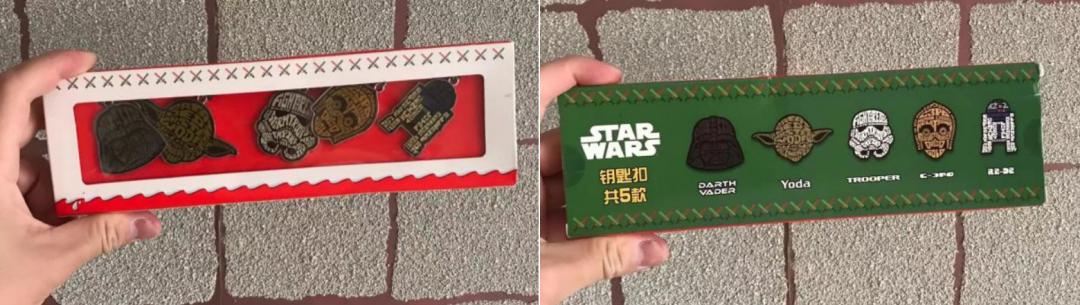 STAR
WARS
钥匙扣
共5款
DARTH
VADER
Yoda
TROOPER
C-3PO
R2-D2